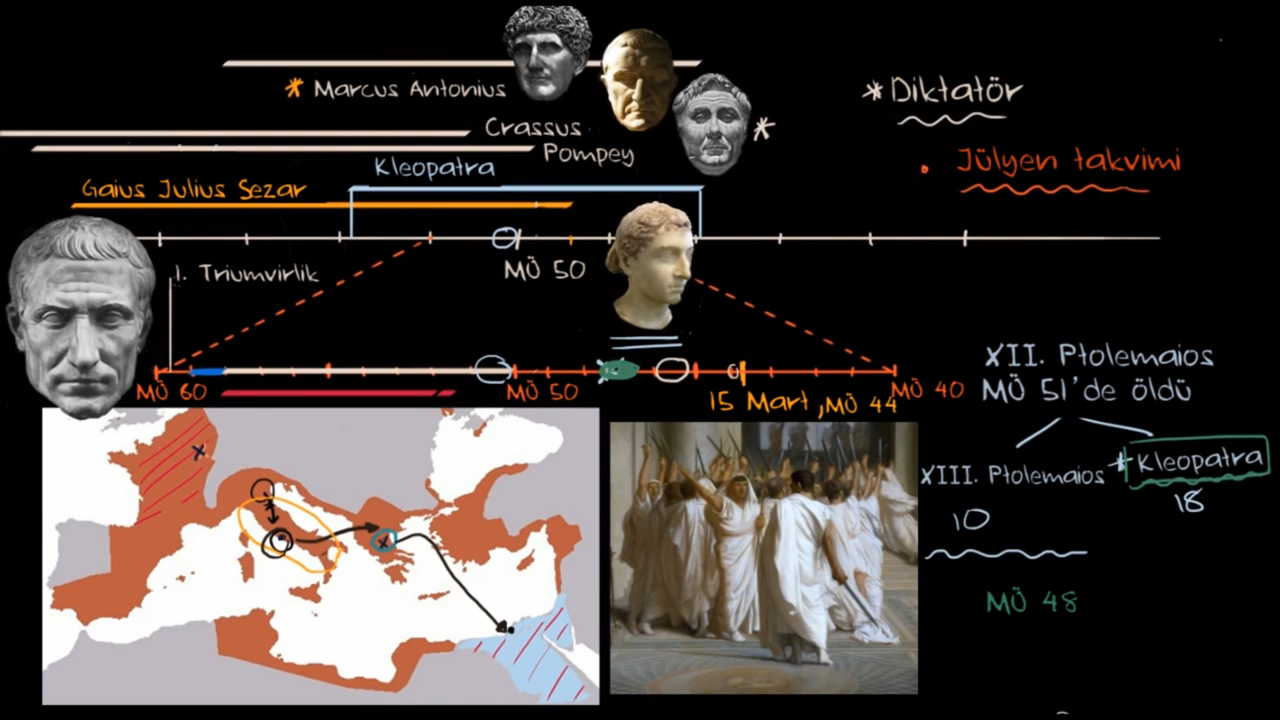 * Marcus Antonius
* Diktatör
Crassus
*
Pompey
Jülyen takvimi
Kleopatra
Gaius Julius Sezar
I. Triumvirlik
MÖ 50
MÖ 60
MÖ 50
15 Mart, MÖ 44
MÖ 40
XII. Ptolemaios
MÖ 51'de öldü
XIII. Ptolemaios
* Kleopatra
10
18
MÖ 48